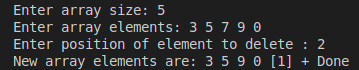 Enter array size: 5
Enter array elements: 3 5 7 9 0
Enter position of element to delete : 2
New array elements are: 3 5 9 0 [1] + Done